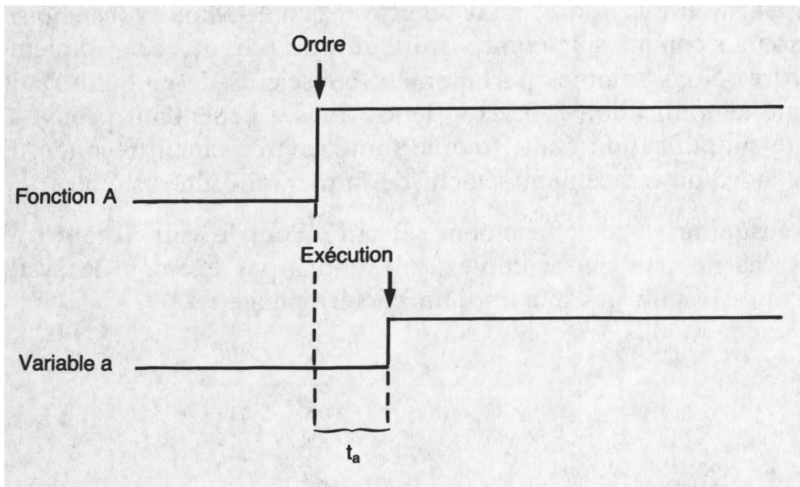 Ordre
Fonction A
Exécution
Variable a
tₐ